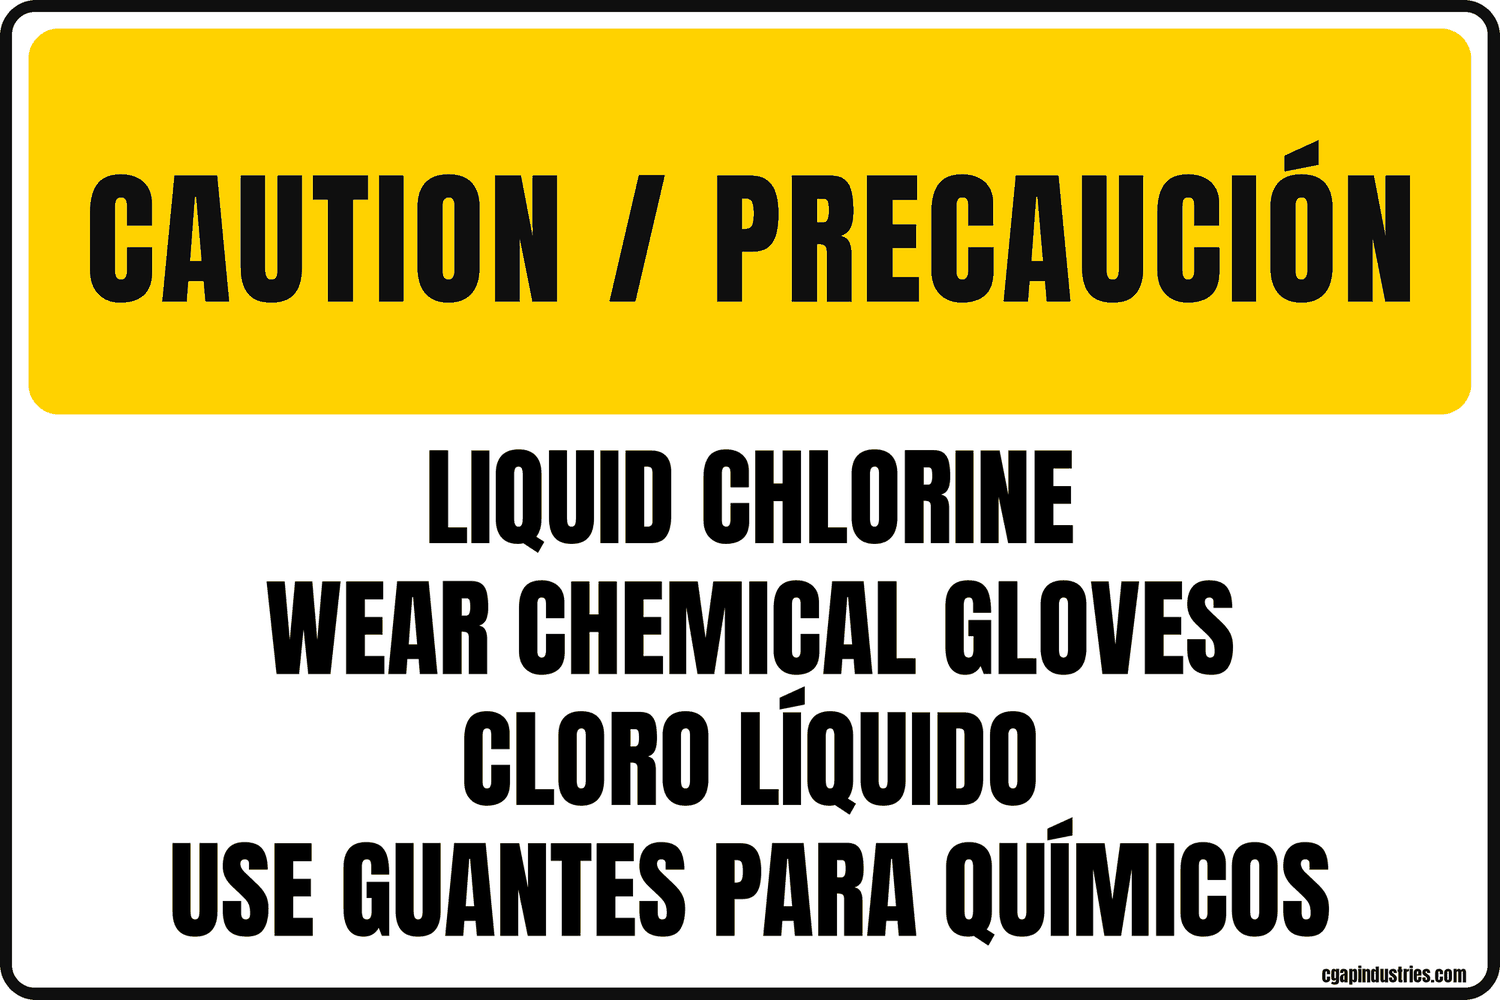 CAUTION / PRECAUCIÓN
LIQUID CHLORINE
WEAR CHEMICAL GLOVES
CLORO LÍQUIDO
USE GUANTES PARA QUÍMICOS
cgapindustries.com